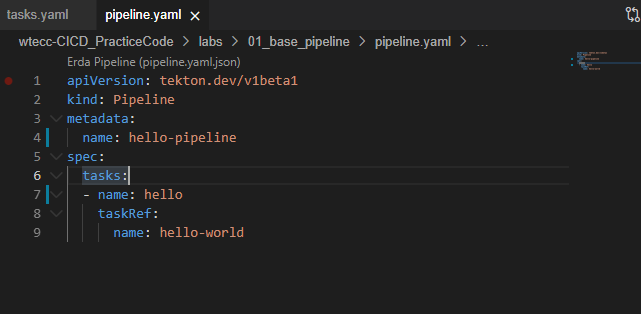 tasks.yaml pipeline.yaml
wtecc-CICD_PracticeCode > labs > 01_base_pipeline > pipeline.yaml > ...
Erda Pipeline (pipeline.yaml.json)
1 apiVersion: tekton.dev/v1beta1
2 kind: Pipeline
3 metadata:
4   name: hello-pipeline
5 spec:
6   tasks:
7   - name: hello
8     taskRef:
9       name: hello-world